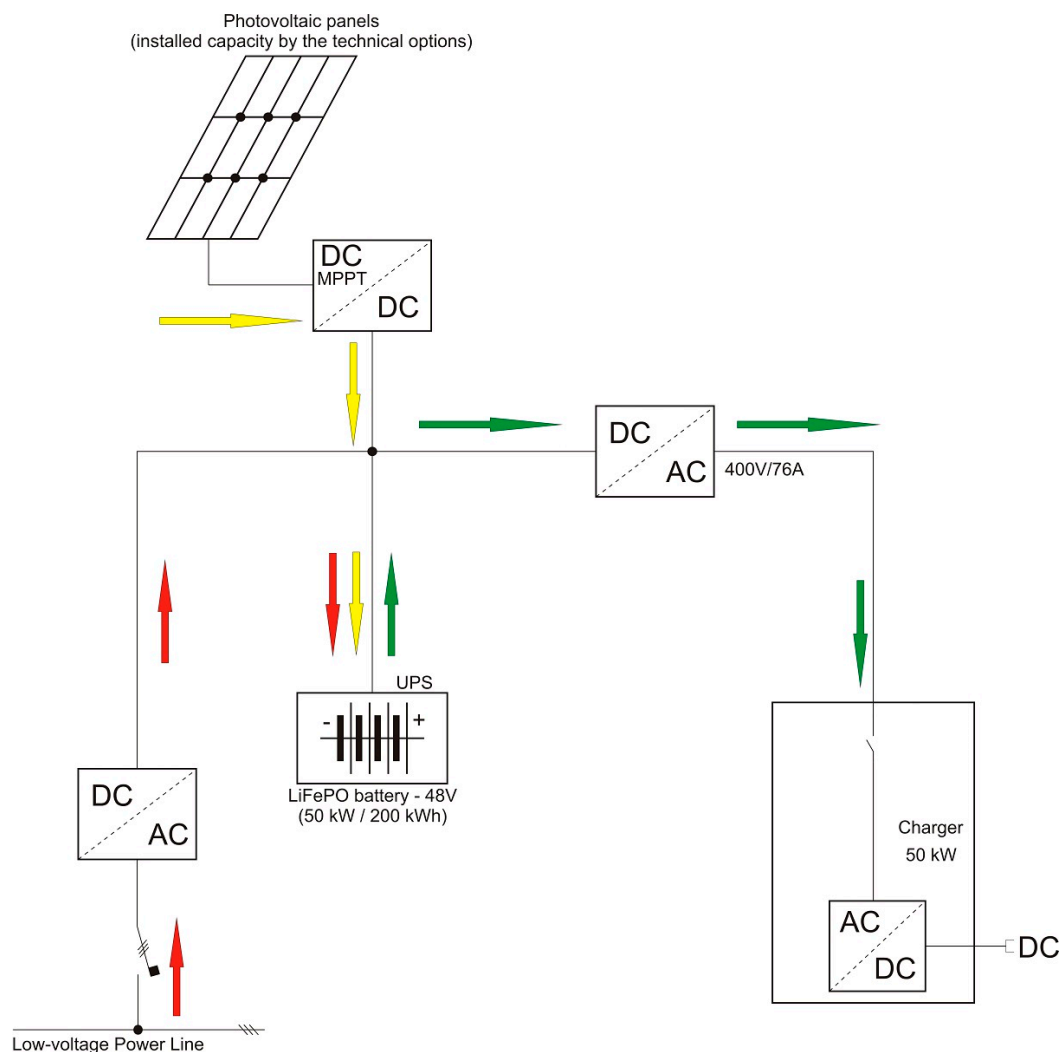 Photovoltaic panels
(installed capacity by the technical options)
DC
MPPT
DC
DC
AC
400V/76A
UPS
- +
LiFePO battery - 48V
(50 kW / 200 kWh)
DC
AC
Charger
50 kW
AC
DC
DC
Low-voltage Power Line